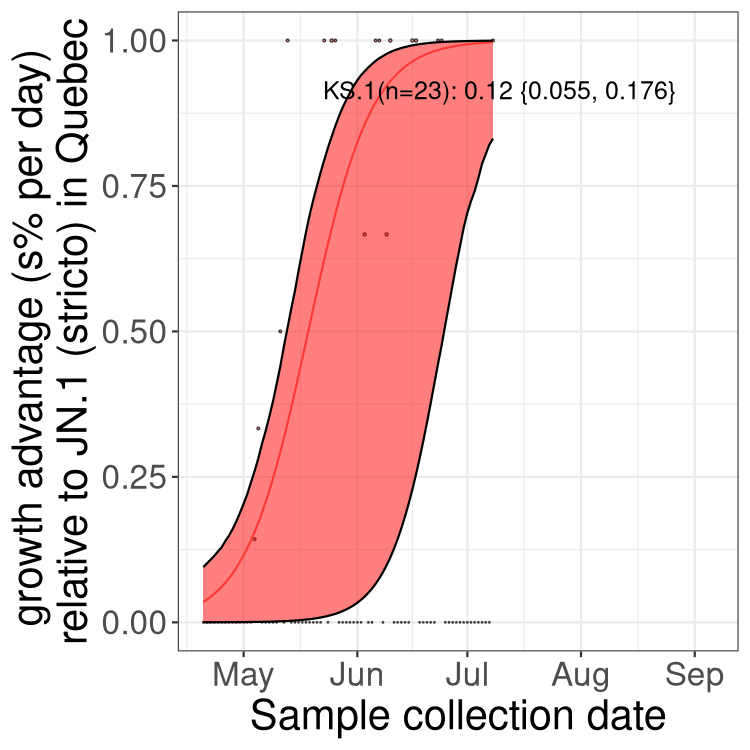 growth advantage (s% per day)
relative to JN.1 (stricto) in Quebec
1.00
0.75
0.50
0.25
0.00
KS.1(n=23): 0.12 {0.055, 0.176}
May Jun Jul Aug Sep
Sample collection date